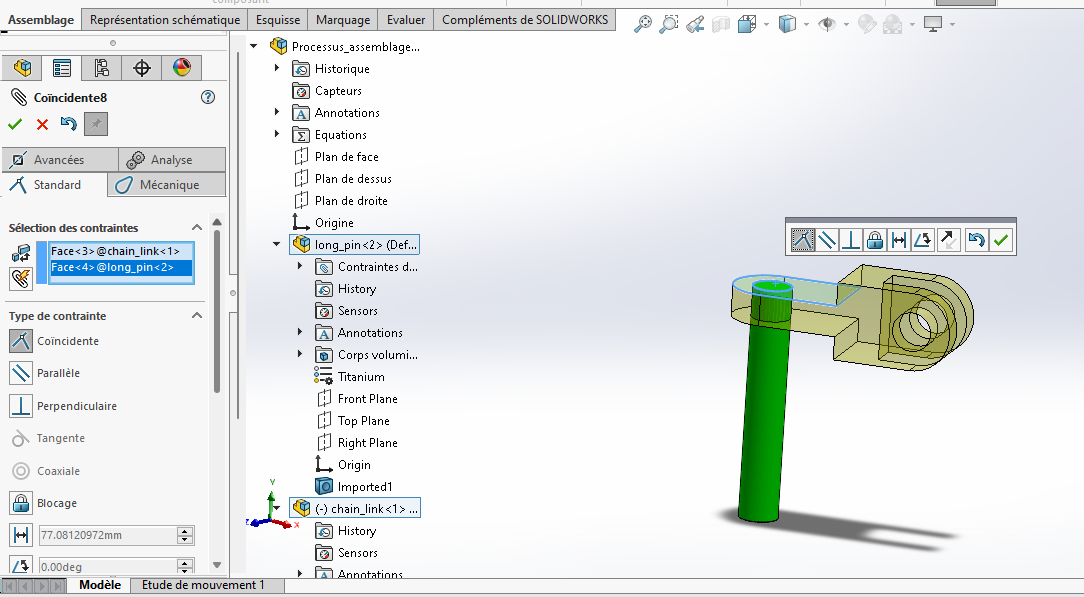 Assemblage Représentation schématique Esquisse Marquage Evaluer Compléments de SOLIDWORKS
Coïncidente8
Avancées Analyse
Standard Mécanique
Sélection des contraintes
Face<3>@chain_link<1>
Face<4>@long_pin<2>
Type de contrainte
Coïncidente
Parallèle
Perpendiculaire
Tangente
Coaxiale
Blocage
77.08120972mm
0.00deg
Processus_assemblage...
Historique
Capteurs
Annotations
Equations
Plan de face
Plan de dessus
Plan de droite
Origine
long_pin<2> (Def...
Contraintes d...
History
Sensors
Annotations
Corps volumi...
Titanium
Front Plane
Top Plane
Right Plane
Origin
Imported1
(-) chain_link<1> ...
History
Sensors
Annotations
Y
Z
X
Modèle Etude de mouvement 1